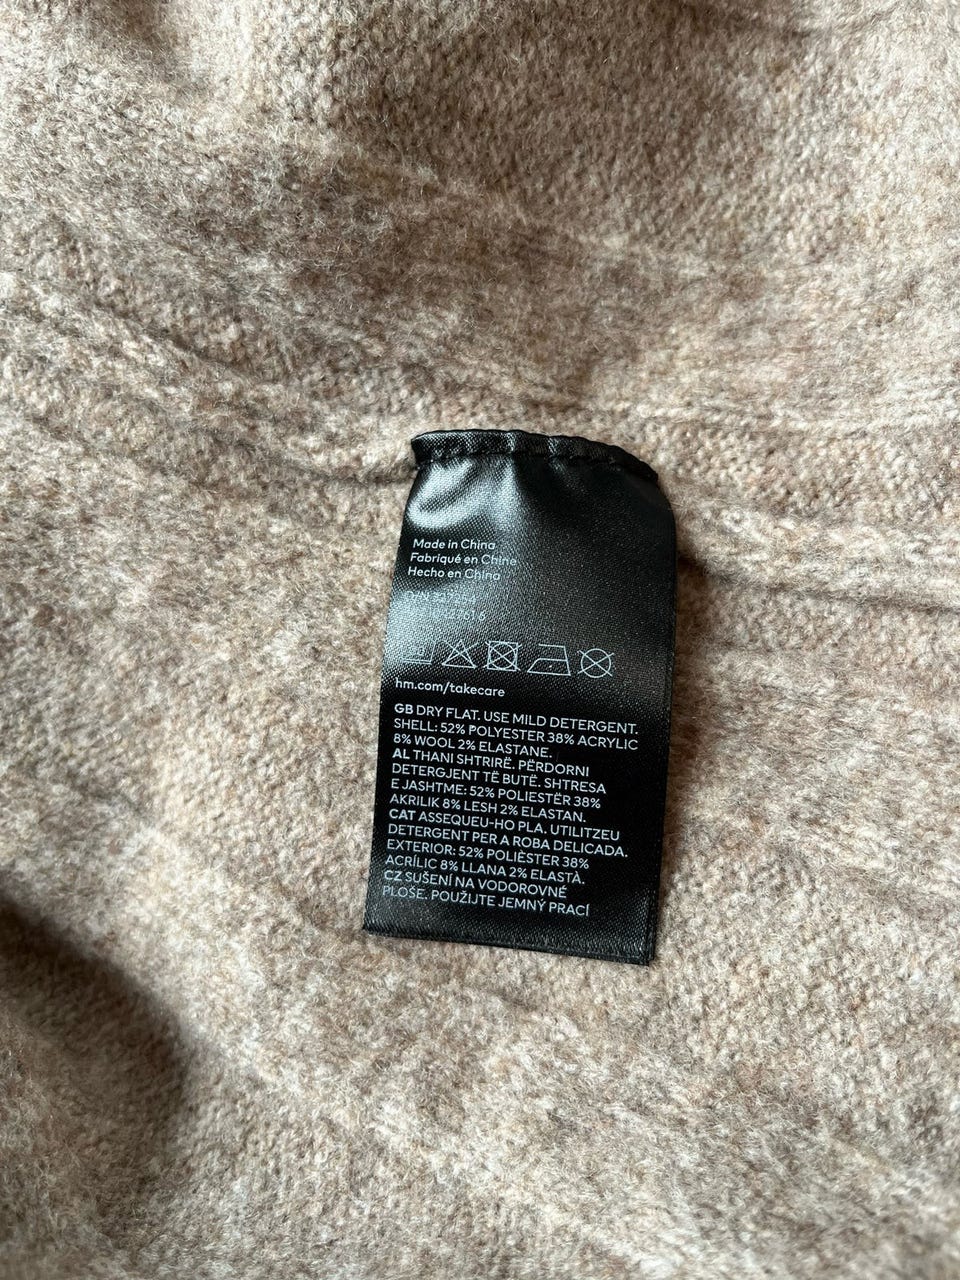 Made in China
Fabriqué en Chine
Hecho en China
hm.com/takecare
GB DRY FLAT. USE MILD DETERGENT.
SHELL: 52% POLYESTER 38% ACRYLIC
8% WOOL 2% ELASTANE.
AL THANI SHTRIRË. PËRDORNI
DETERGJENT TË BUTË. SHTRESA
E JASHTME: 52% POLIESTËR 38%
AKRILIK 8% LESH 2% ELASTAN.
CAT ASSEQUEU-HO PLA. UTILITZEU
DETERGENT PER A ROBA DELICADA.
EXTERIOR: 52% POLIÈSTER 38%
ACRÍLIC 8% LLANA 2% ELASTÀ.
CZ SUŠENÍ NA VODOROVNÉ
PLOŠE. POUŽIJTE JEMNÝ PRACÍ